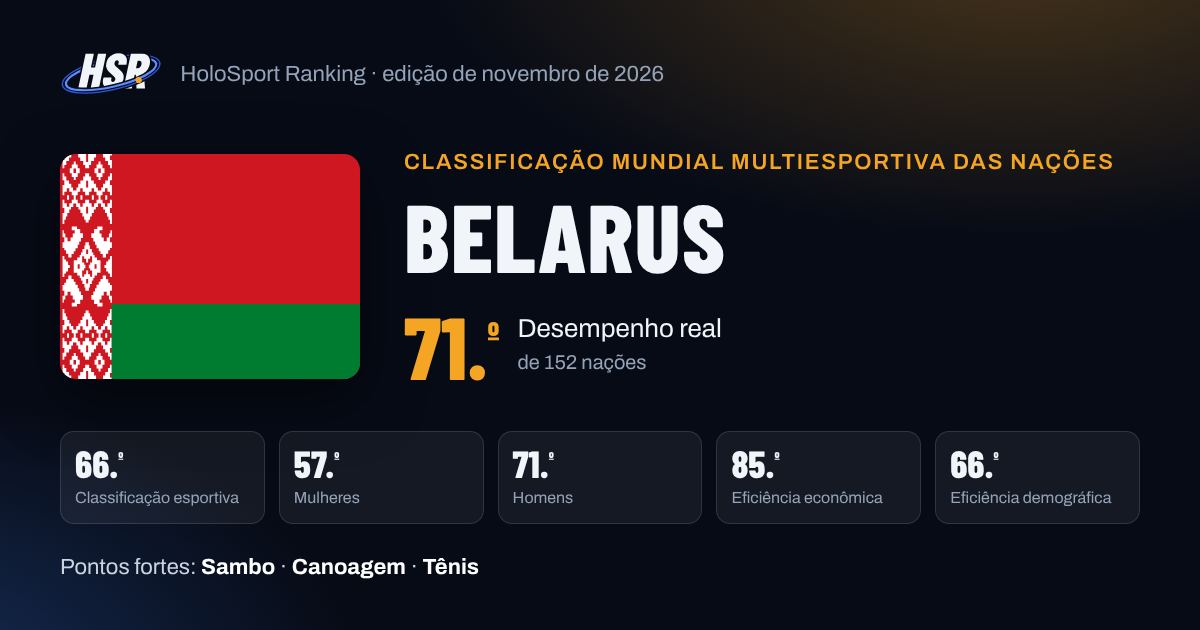 HSR HoloSport Ranking · edição de novembro de 2026
CLASSIFICAÇÃO MUNDIAL MULTIESPORTIVA DAS NAÇÕES
BELARUS
71.º Desempenho real
de 152 nações
66.º
Classificação esportiva
57.º
Mulheres
71.º
Homens
85.º
Eficiência econômica
66.º
Eficiência demográfica
Pontos fortes: Sambo · Canoagem · Tênis